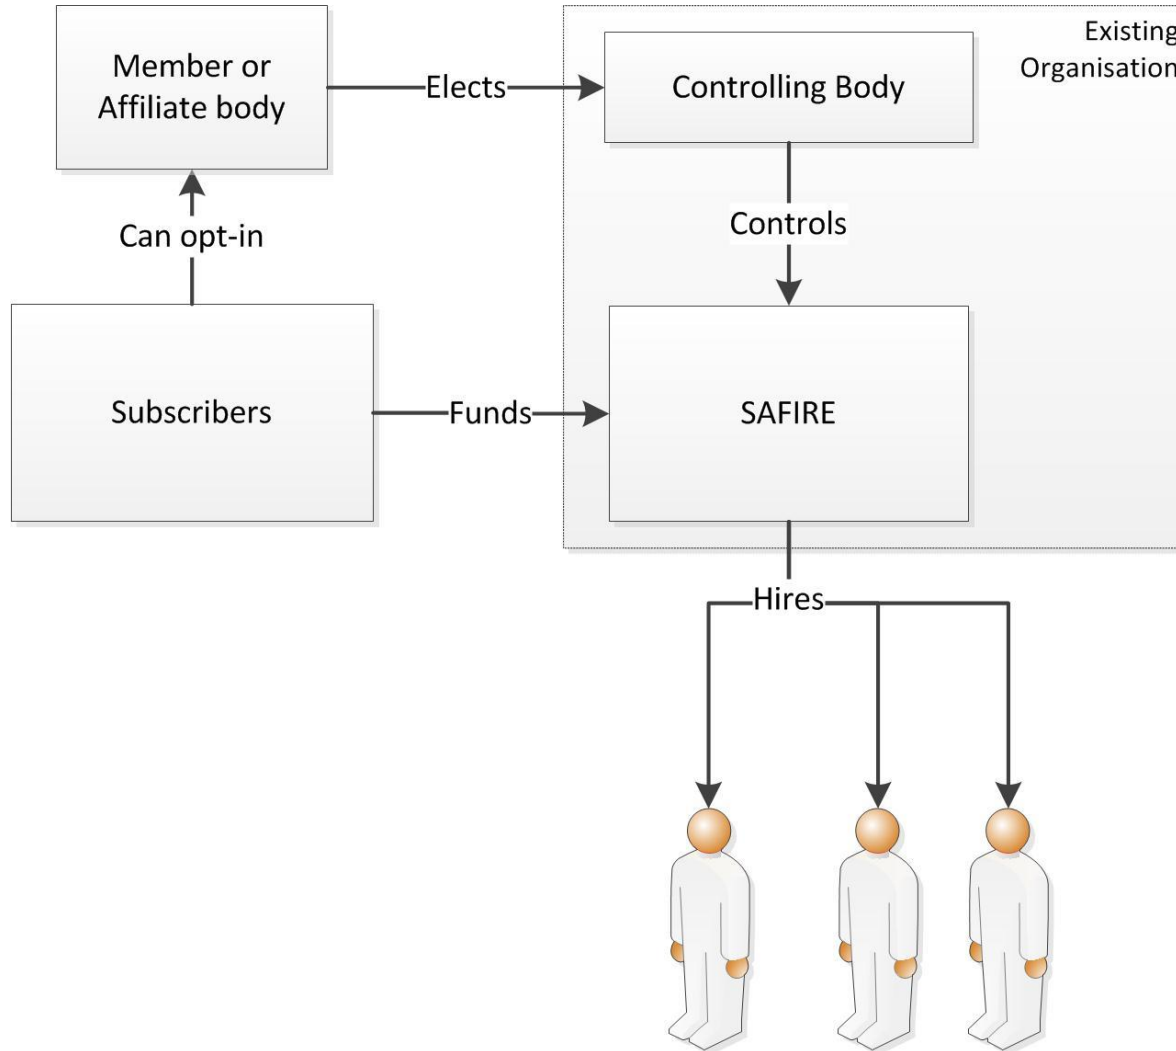 Existing
Organisation
Member or
Affiliate body
Elects
Controlling Body
Can opt-in
Controls
Subscribers
Funds
SAFIRE
Hires